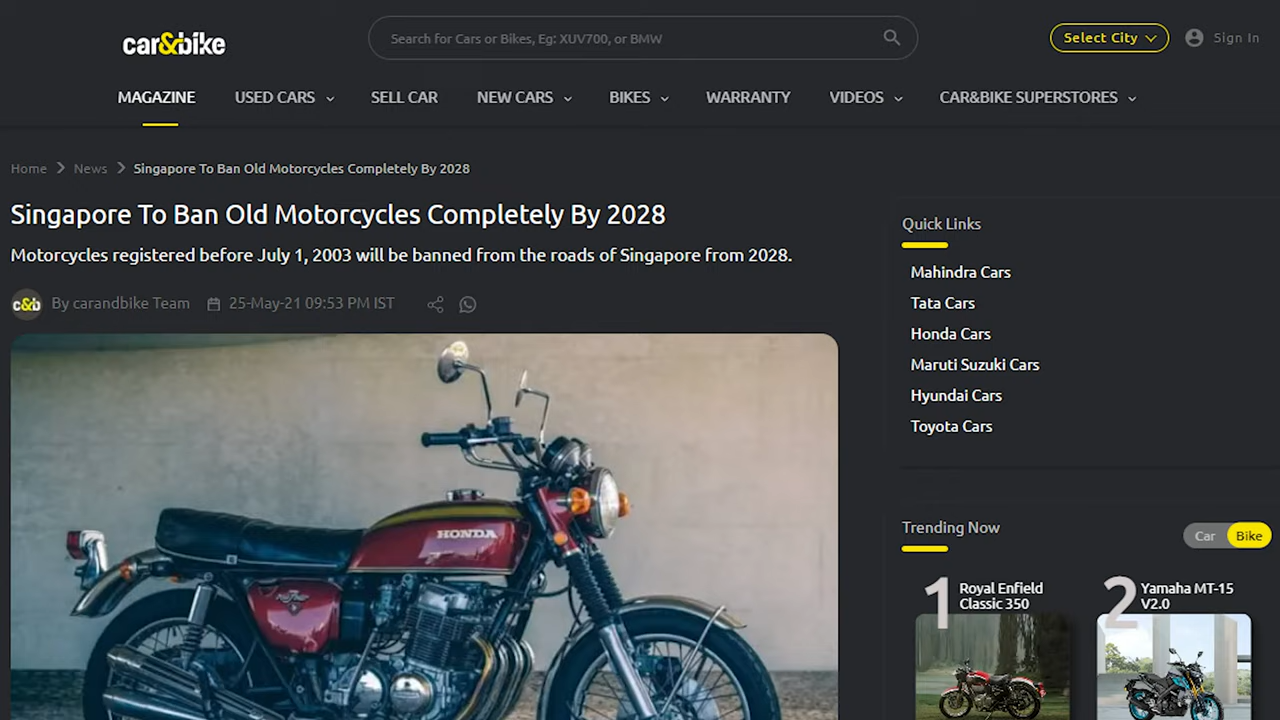 car&bike
Search for Cars or Bikes, Eg: XUV700, or BMW
Select City
Sign In
MAGAZINE USED CARS SELL CAR NEW CARS BIKES WARRANTY VIDEOS CAR&BIKE SUPERSTORES
Home News Singapore To Ban Old Motorcycles Completely By 2028
Singapore To Ban Old Motorcycles Completely By 2028
Motorcycles registered before July 1, 2003 will be banned from the roads of Singapore from 2028.
c&b By carandbike Team 25-May-21 09:53 PM IST
HONDA
Quick Links
Mahindra Cars
Tata Cars
Honda Cars
Maruti Suzuki Cars
Hyundai Cars
Toyota Cars
Trending Now
Car Bike
1 Royal Enfield
Classic 350
2 Yamaha MT-15
V2.0